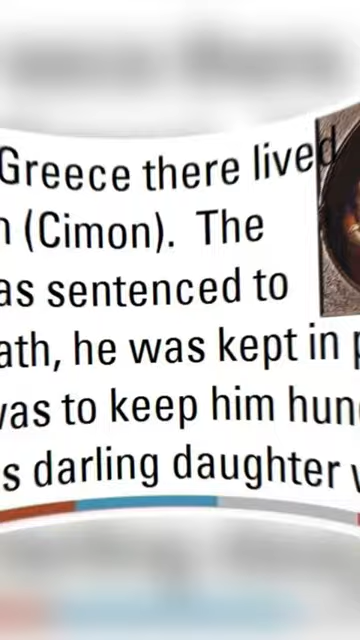 Greece there lived
(Cimon). The
as sentenced to
ath, he was kept in
was to keep him
s darling daughter